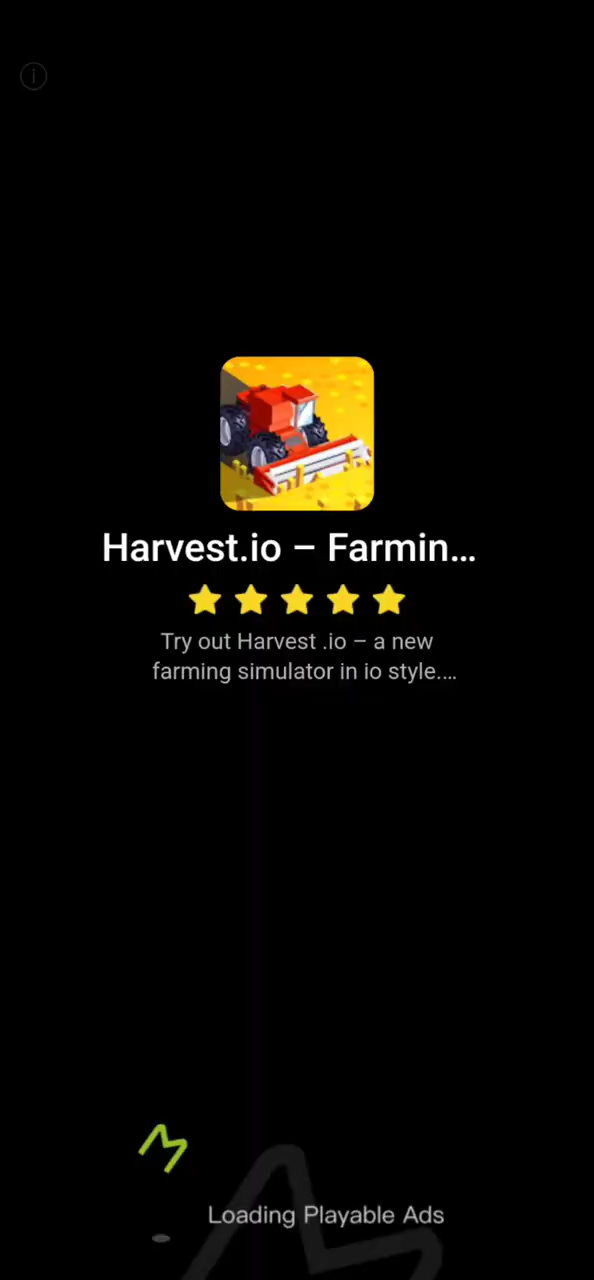 Harvest.io – Farmin...
Try out Harvest .io – a new
farming simulator in io style....
Loading Playable Ads